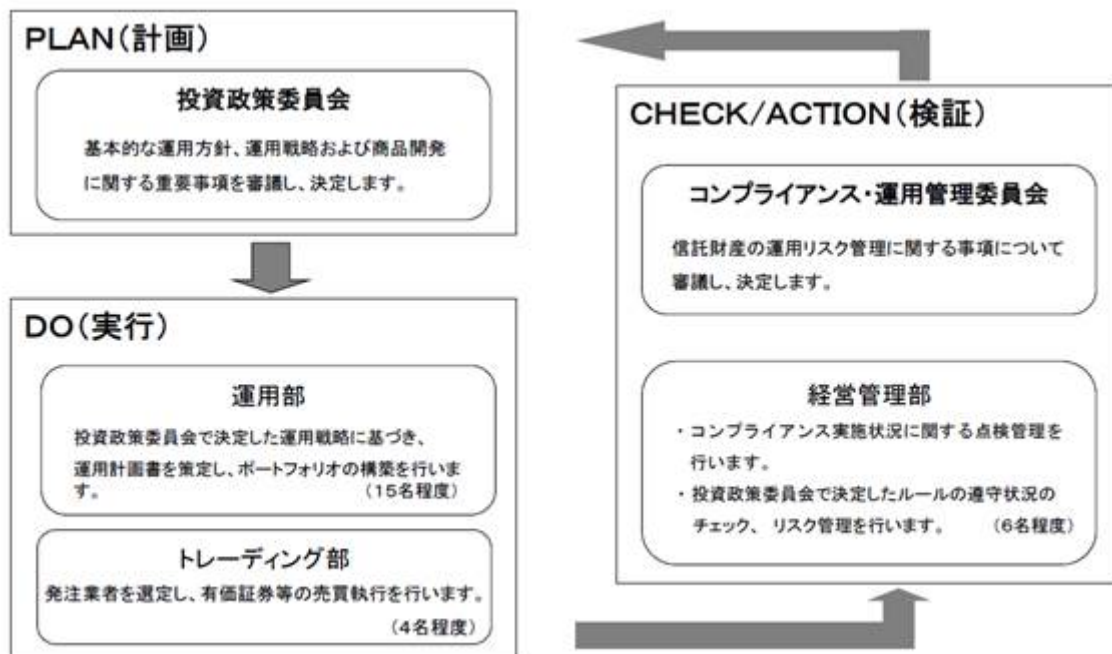 PLAN(計画)
投資政策委員会
基本的な運用方針、運用戦略および商品開発
に関する重要事項を審議し、決定します。
DO(実行)
運用部
投資政策委員会で決定した運用戦略に基づき、
運用計画書を策定し、ポートフォリオの構築を行いま
す。 (15名程度)
トレーディング部
発注業者を選定し、有価証券等の売買執行を行います。
(4名程度)
CHECK/ACTION(検証)
コンプライアンス・運用管理委員会
信託財産の運用リスク管理に関する事項について
審議し、決定します。
経営管理部
・コンプライアンス実施状況に関する点検管理を
行います。
・投資政策委員会で決定したルールの遵守状況の
チェック、 リスク管理を行います。 (6名程度)